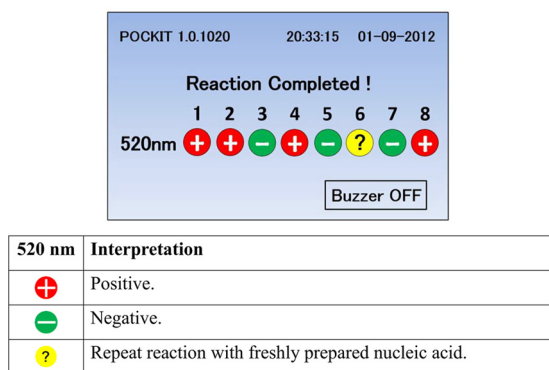 POCKIT 1.0.1020 20:33:15 01-09-2012
Reaction Completed !
1 2 3 4 5 6 7 8
520nm + + − + − ? − +
Buzzer OFF
520 nm Interpretation
+ Positive.
− Negative.
? Repeat reaction with freshly prepared nucleic acid.